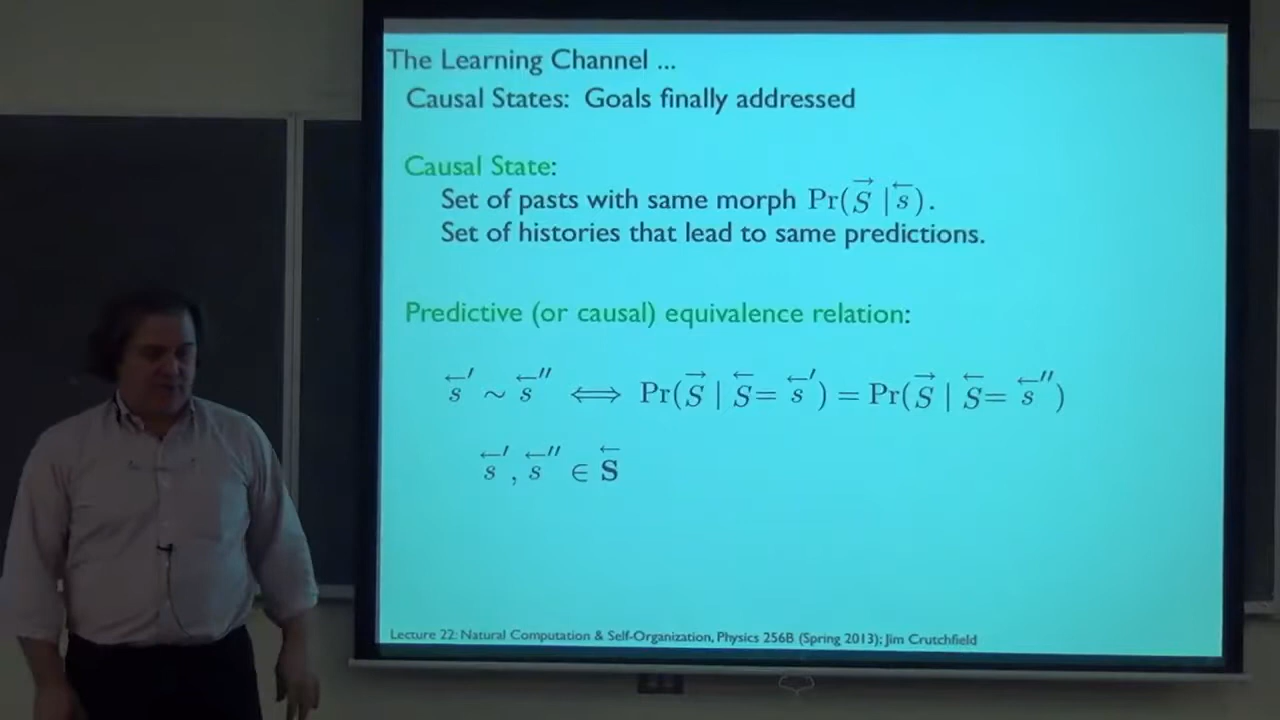 The Learning Channel ...
Causal States: Goals finally addressed
Causal State:
Set of pasts with same morph Pr(S⃗ | s⃖).
Set of histories that lead to same predictions.
Predictive (or causal) equivalence relation:
s⃖′ ∼ s⃖′′ ⟺ Pr(S⃗ | S⃖ = s⃖′) = Pr(S⃗ | S⃖ = s⃖′′)
s⃖′, s⃖′′ ∈ 𝐒⃖
Lecture 22: Natural Computation & Self-Organization, Physics 256B (Spring 2013); Jim Crutchfield